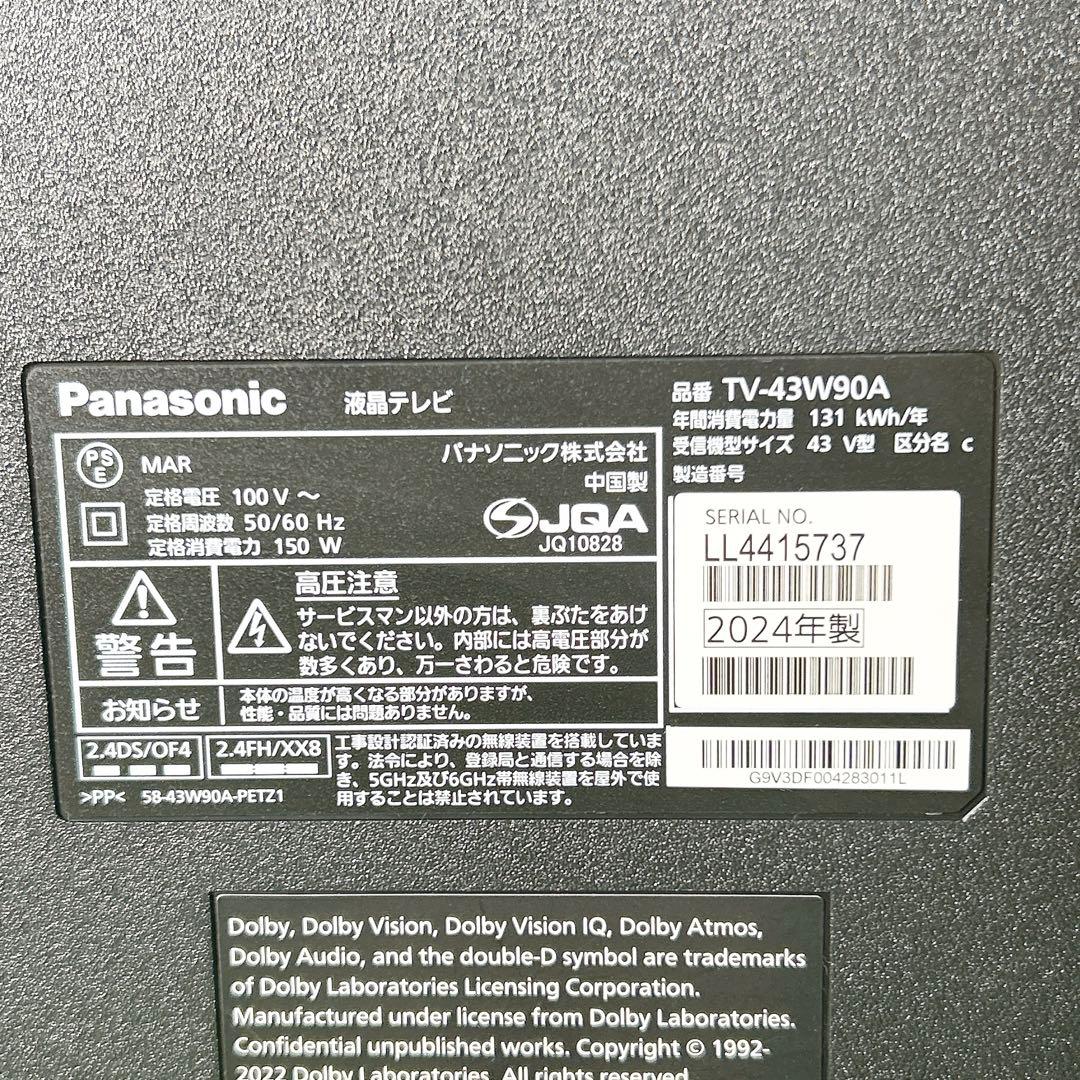 Panasonic 液晶テレビ
品番 TV-43W90A
年間消費電力量 131 kWh/年
受信機型サイズ 43 V型 区分名 c
製造番号
SERIAL NO.
LL4415737
2024年製
G9V3DF004283011L
PS
E
MAR
パナソニック株式会社
中国製
定格電圧 100 V ～
定格周波数 50/60 Hz
定格消費電力 150 W
JQA
JQ10828
警告
高圧注意
サービスマン以外の方は、裏ぶたをあけ
ないでください。内部には高電圧部分が
数多くあり、万一さわると危険です。
お知らせ
本体の温度が高くなる部分がありますが、
性能・品質には問題ありません。
2.4DS/OF4
2.4FH/XX8
工事設計認証済みの無線装置を搭載していま
す。法令により、登録局と通信する場合を除
き、5GHz及び6GHz帯無線装置を屋外で使
用することは禁止されています。
>PP< 58-43W90A-PETZ1
Dolby, Dolby Vision, Dolby Vision IQ, Dolby Atmos,
Dolby Audio, and the double-D symbol are trademarks
of Dolby Laboratories Licensing Corporation.
Manufactured under license from Dolby Laboratories.
Confidential unpublished works. Copyright © 1992-
2022 Dolby Laboratories. All rights reserved.